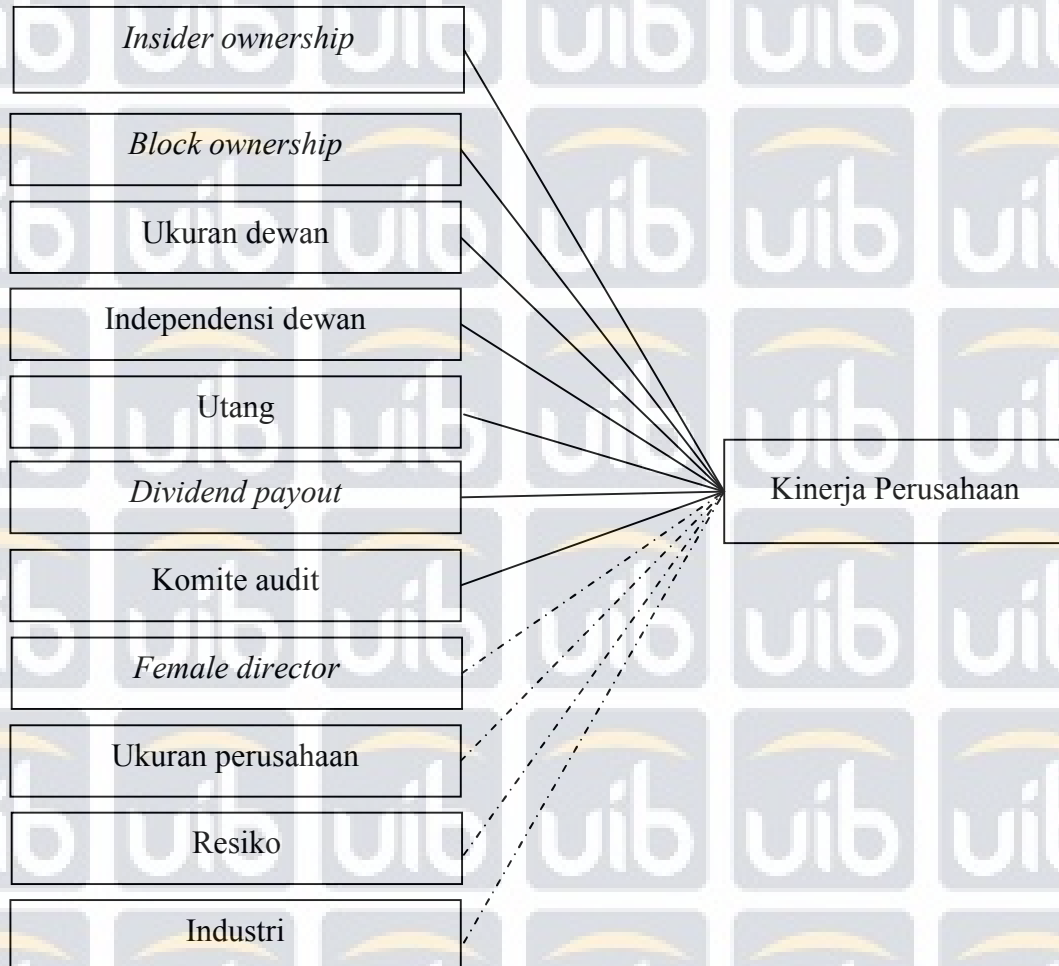 Insider ownership
Block ownership
Ukuran dewan
Independensi dewan
Utang
Dividend payout
Kinerja Perusahaan
Komite audit
Female director
Ukuran perusahaan
Resiko
Industri
uib